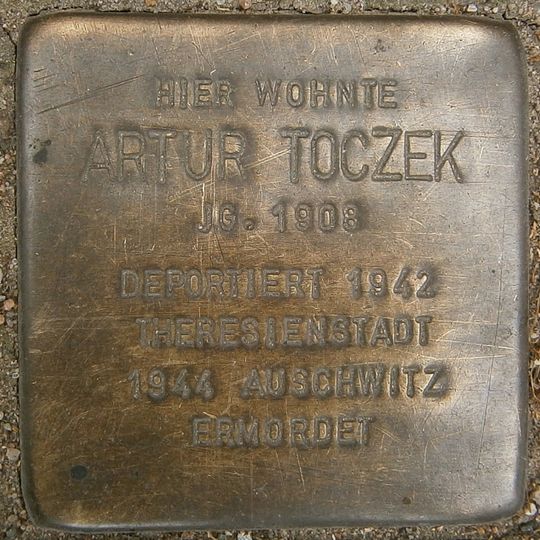 HIER WOHNTE
ARTUR TOCZEK
JG. 1908
DEPORTIERT 1942
THERESIENSTADT
1944 AUSCHWITZ
ERMORDET